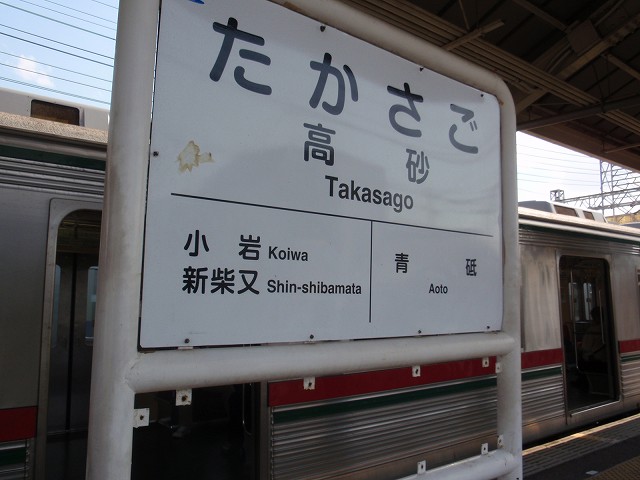 たかさご
高砂
Takasago
小岩 Koiwa
新柴又 Shin-shibamata
青砥
Aoto